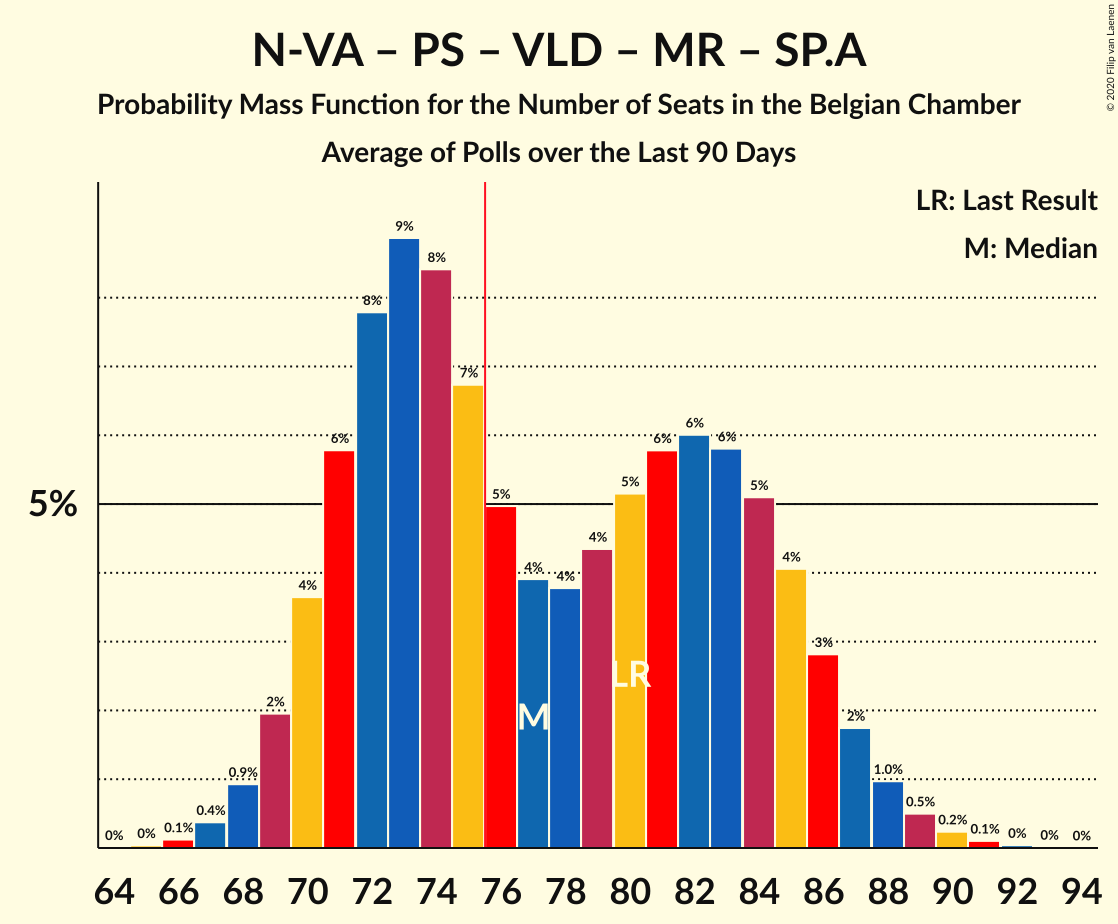 N-VA – PS – VLD – MR – SP.A
Probability Mass Function for the Number of Seats in the Belgian Chamber
Average of Polls over the Last 90 Days
© 2020 Filip van Laenen
LR: Last Result
M: Median
5%
0% 0% 0.1% 0.4% 0.9% 2% 4% 6% 8% 9% 8% 7% 5% 4% 4% 4% 5% 6% 6% 6% 5% 4% 3% 2% 1.0% 0.5% 0.2% 0.1% 0% 0% 0%
LR
M
64 66 68 70 72 74 76 78 80 82 84 86 88 90 92 94